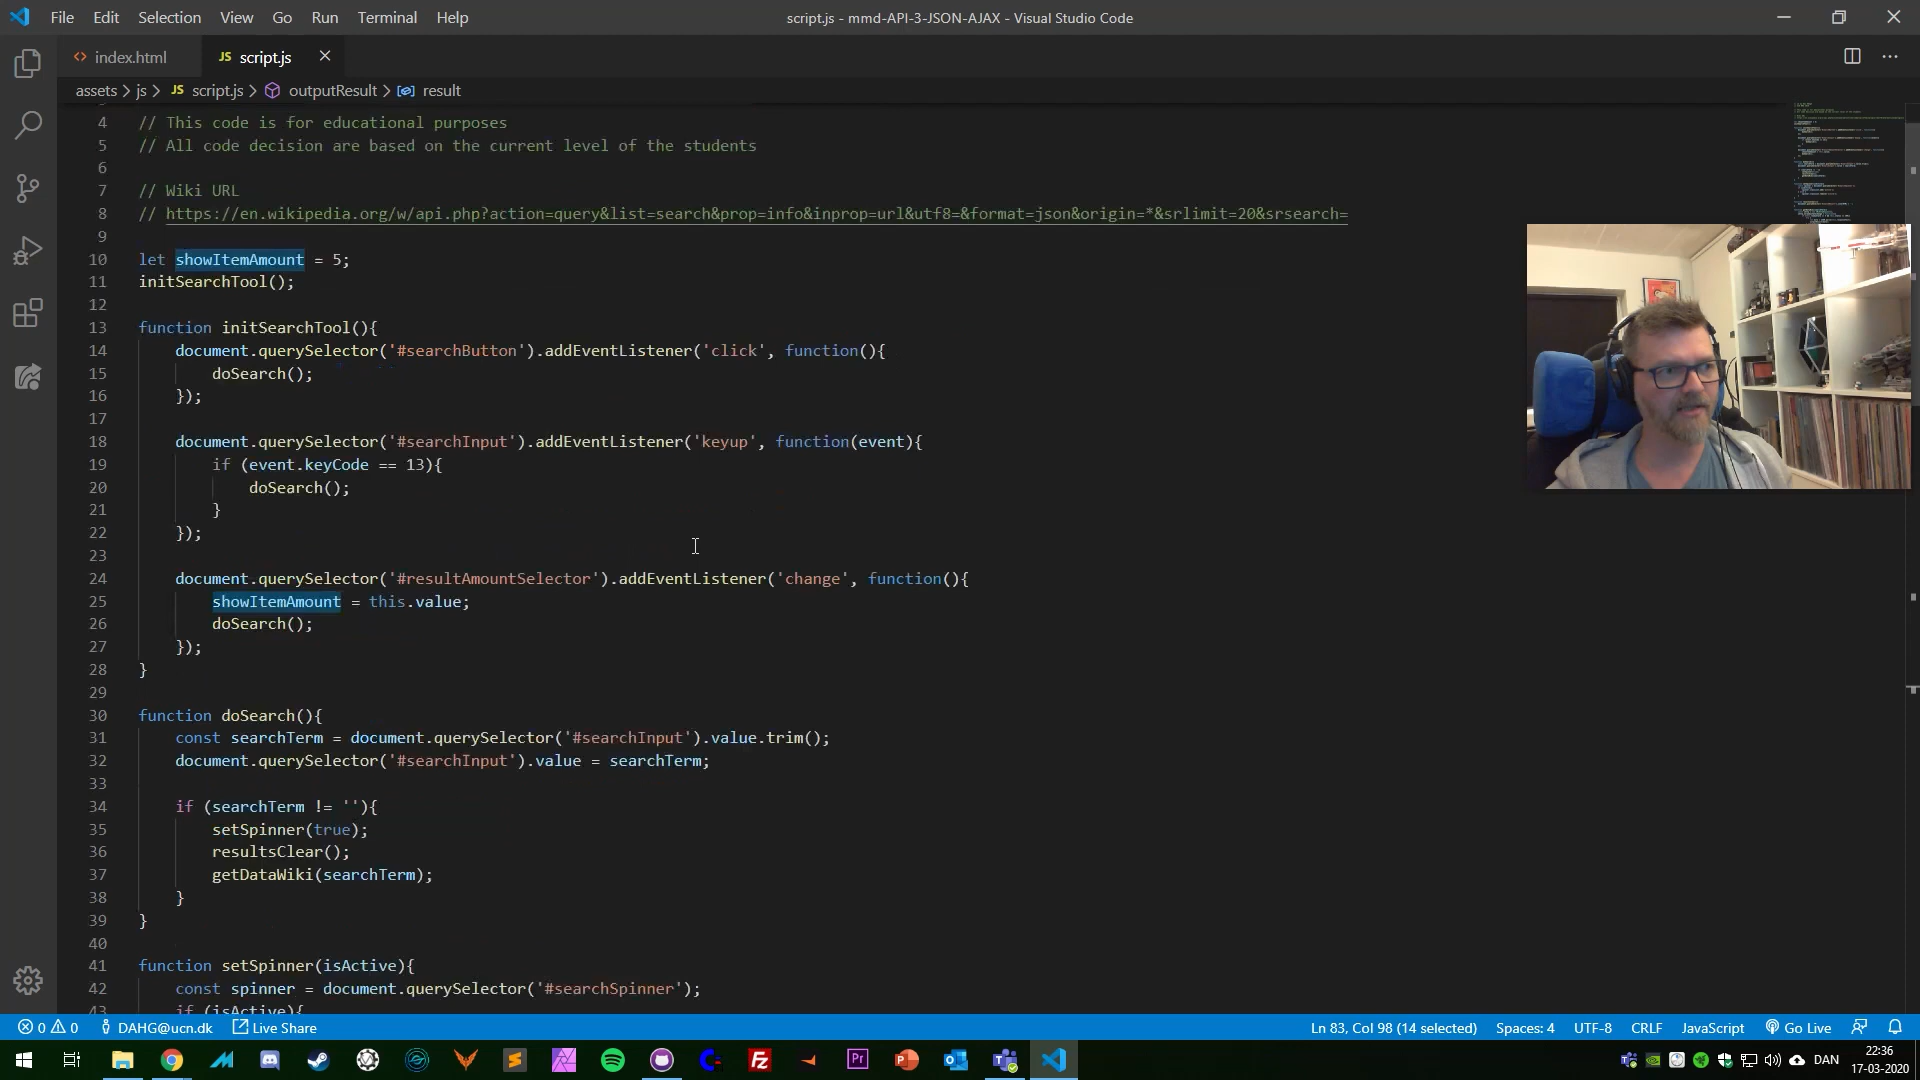 File Edit Selection View Go Run Terminal Help
script.js - mmd-API-3-JSON-AJAX - Visual Studio Code
index.html
JS script.js
assets > js > JS script.js > outputResult > result
4 // This code is for educational purposes
5 // All code decision are based on the current level of the students
6
7 // Wiki URL
8 // https://en.wikipedia.org/w/api.php?action=query&list=search&prop=info&inprop=url&utf8=&format=json&origin=*&srlimit=20&srsearch=
9
10 let showItemAmount = 5;
11 initSearchTool();
12
13 function initSearchTool(){
14 document.querySelector('#searchButton').addEventListener('click', function(){
15 doSearch();
16 });
17
18 document.querySelector('#searchInput').addEventListener('keyup', function(event){
19 if (event.keyCode == 13){
20 doSearch();
21 }
22 });
23
24 document.querySelector('#resultAmountSelector').addEventListener('change', function(){
25 showItemAmount = this.value;
26 doSearch();
27 });
28 }
29
30 function doSearch(){
31 const searchTerm = document.querySelector('#searchInput').value.trim();
32 document.querySelector('#searchInput').value = searchTerm;
33
34 if (searchTerm != ''){
35 setSpinner(true);
36 resultsClear();
37 getDataWiki(searchTerm);
38 }
39 }
40
41 function setSpinner(isActive){
42 const spinner = document.querySelector('#searchSpinner');
43 if (isActive){
0 0 DAHG@ucn.dk Live Share
Ln 83, Col 98 (14 selected) Spaces: 4 UTF-8 CRLF JavaScript Go Live
DAN
22:36
17-03-2020